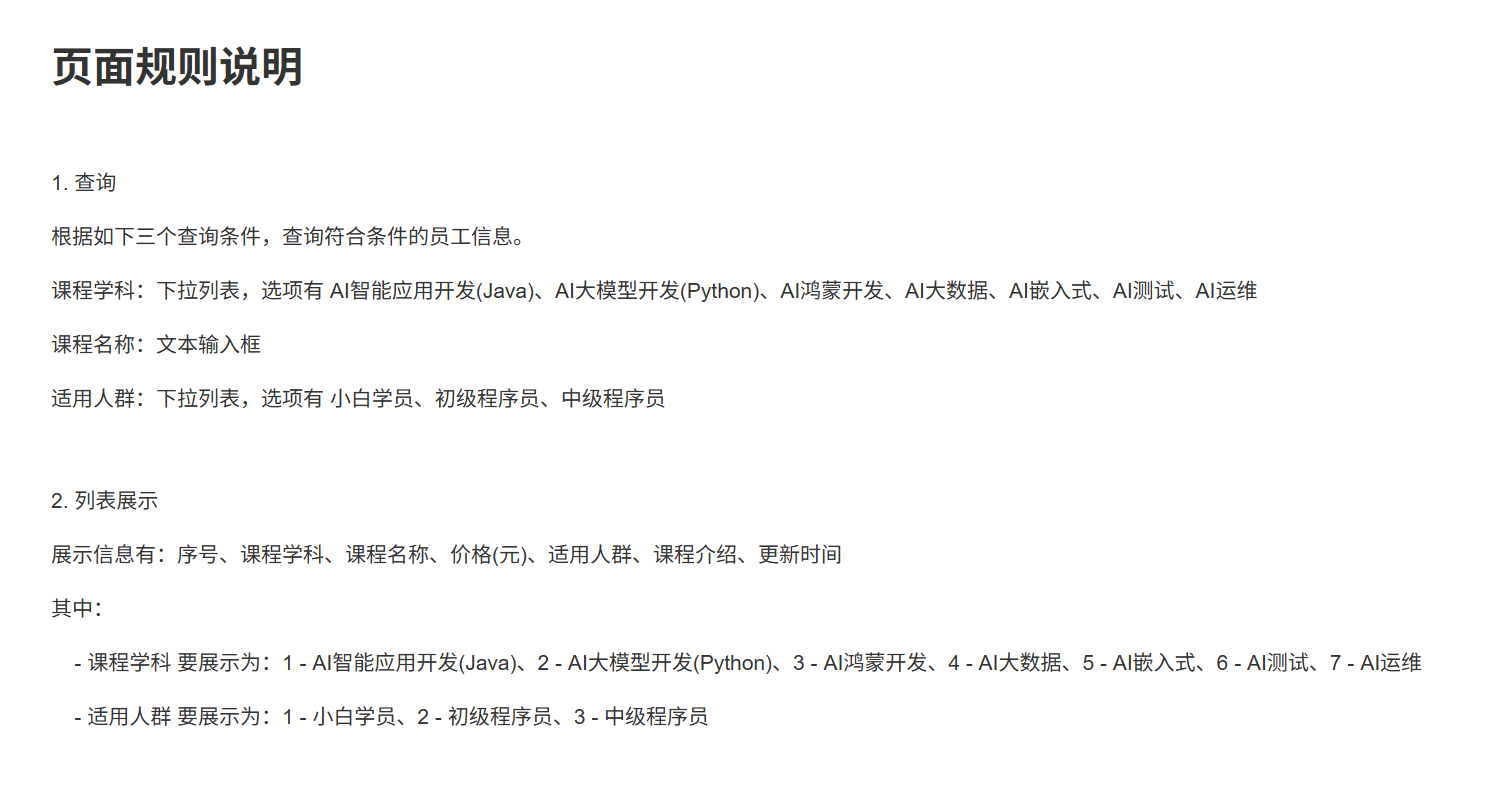 页面规则说明
1. 查询
根据如下三个查询条件，查询符合条件的员工信息。
课程学科：下拉列表，选项有 AI智能应用开发(Java)、AI大模型开发(Python)、AI鸿蒙开发、AI大数据、AI嵌入式、AI测试、AI运维
课程名称：文本输入框
适用人群：下拉列表，选项有 小白学员、初级程序员、中级程序员
2. 列表展示
展示信息有：序号、课程学科、课程名称、价格(元)、适用人群、课程介绍、更新时间
其中：
- 课程学科 要展示为：1 - AI智能应用开发(Java)、2 - AI大模型开发(Python)、3 - AI鸿蒙开发、4 - AI大数据、5 - AI嵌入式、6 - AI测试、7 - AI运维
- 适用人群 要展示为：1 - 小白学员、2 - 初级程序员、3 - 中级程序员